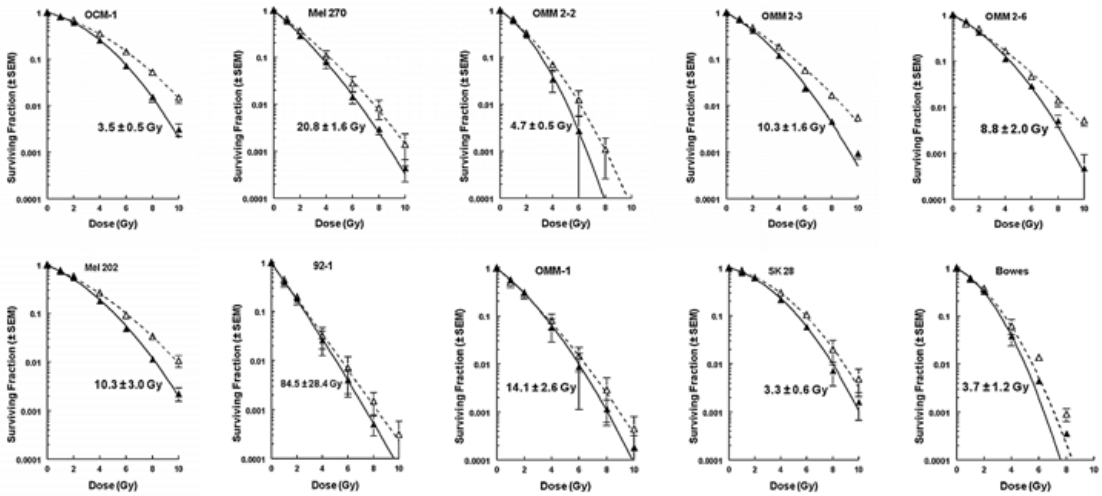 OCM-1
Surviving Fraction (± SEM)
1
0.1
0.01
0.001
0.0001
3.5 ± 0.5 Gy
0 2 4 6 8 10
Dose (Gy)
Mel 270
Surviving Fraction (± SEM)
1
0.1
0.01
0.001
0.0001
20.8 ± 1.6 Gy
0 2 4 6 8 10
Dose (Gy)
OMM 2-2
Surviving Fraction (± SEM)
1
0.1
0.01
0.001
0.0001
4.7 ± 0.5 Gy
0 2 4 6 8 10
Dose (Gy)
OMM 2-3
Surviving Fraction (± SEM)
1
0.1
0.01
0.001
0.0001
10.3 ± 1.6 Gy
0 2 4 6 8 10
Dose (Gy)
OMM 2-6
Surviving Fraction (± SEM)
1
0.1
0.01
0.001
0.0001
8.8 ± 2.0 Gy
0 2 4 6 8 10
Dose (Gy)
Mel 202
Surviving Fraction (± SEM)
1
0.1
0.01
0.001
0.0001
10.3 ± 3.0 Gy
0 2 4 6 8 10
Dose (Gy)
92-1
Surviving Fraction (± SEM)
1
0.1
0.01
0.001
0.0001
84.5 ± 28.4 Gy
0 2 4 6 8 10
Dose (Gy)
OMM-1
Surviving Fraction (± SEM)
1
0.1
0.01
0.001
0.0001
14.1 ± 2.6 Gy
0 2 4 6 8 10
Dose (Gy)
SK 28
Surviving Fraction (± SEM)
1
0.1
0.01
0.001
0.0001
3.3 ± 0.6 Gy
0 2 4 6 8 10
Dose (Gy)
Bowes
Surviving Fraction (± SEM)
1
0.1
0.01
0.001
0.0001
3.7 ± 1.2 Gy
0 2 4 6 8 10
Dose (Gy)